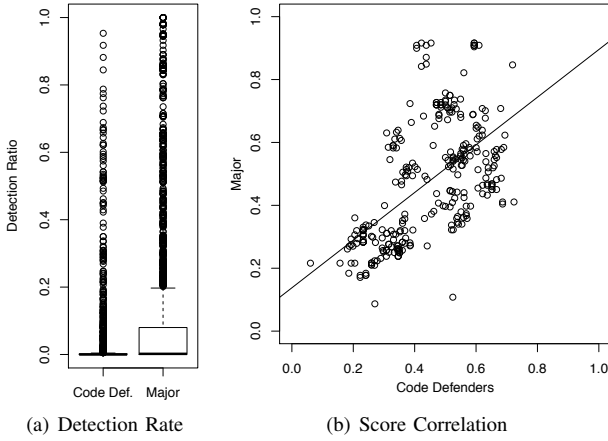 Detection Ratio
1.0
0.8
0.6
0.4
0.2
0.0
Code Def. Major
(a) Detection Rate
Major
1.0
0.8
0.6
0.4
0.2
0.0
0.0 0.2 0.4 0.6 0.8 1.0
Code Defenders
(b) Score Correlation